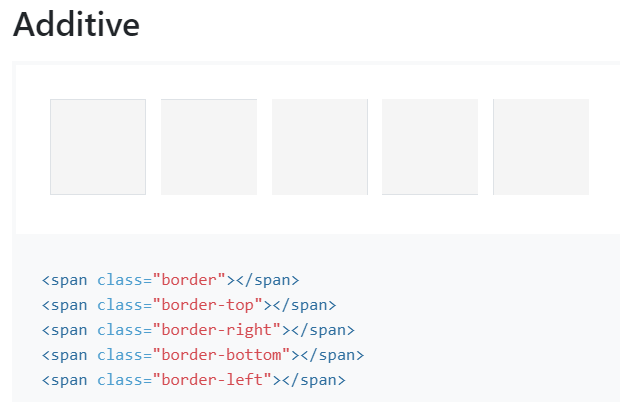 Additive
<span class="border"></span>
<span class="border-top"></span>
<span class="border-right"></span>
<span class="border-bottom"></span>
<span class="border-left"></span>